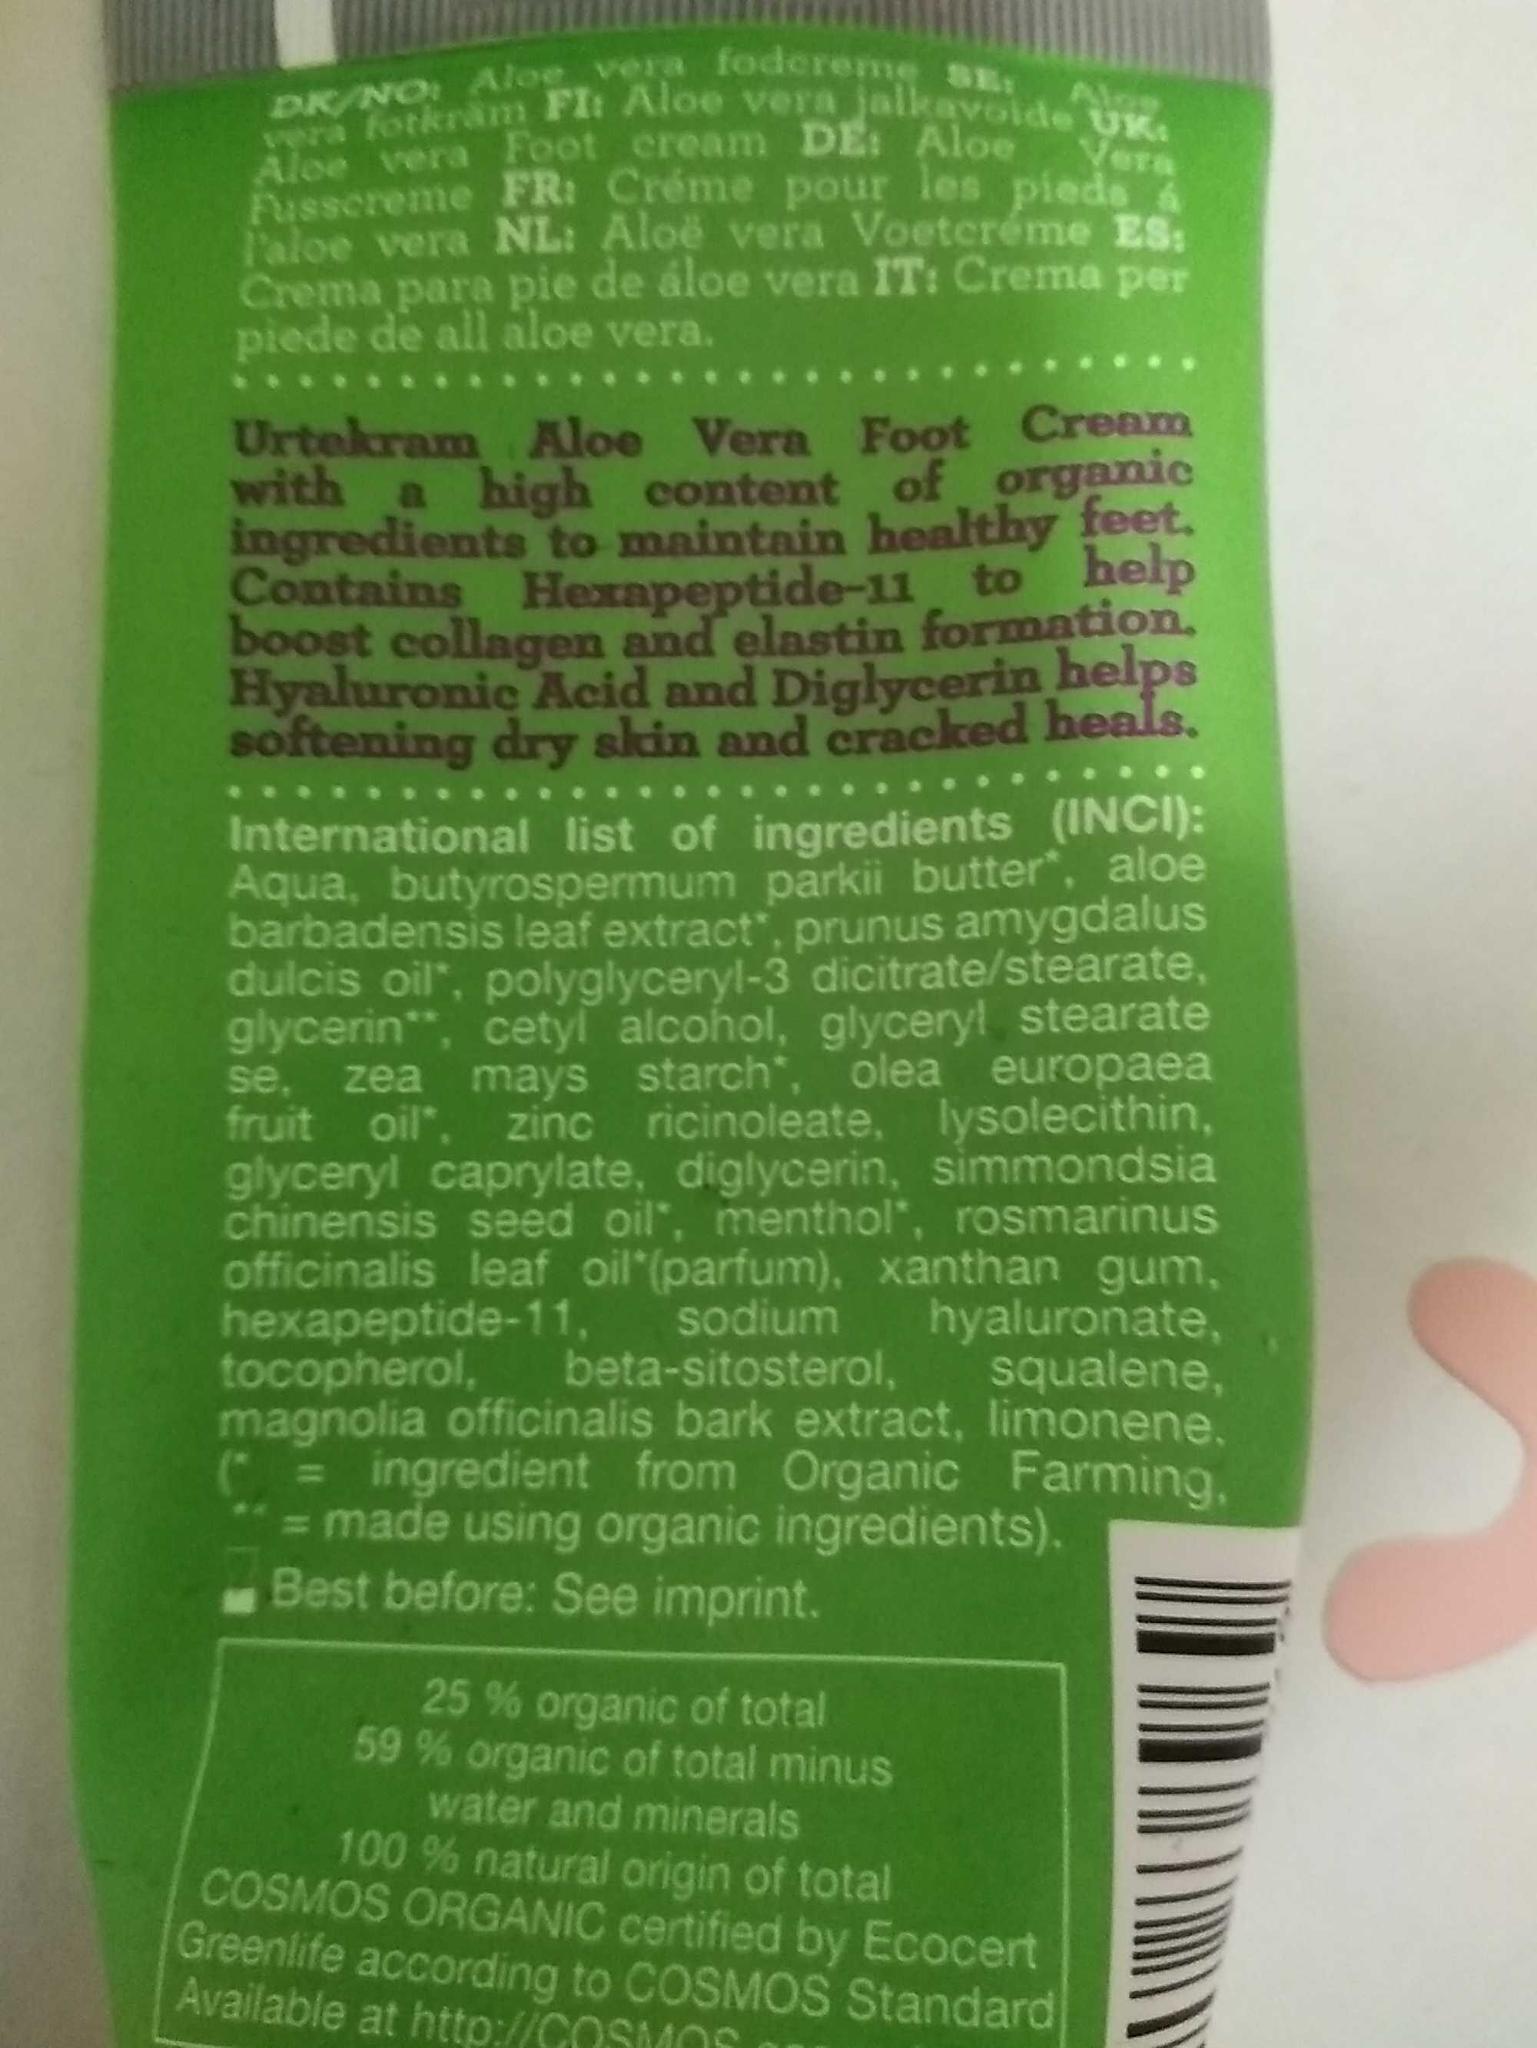 DK/NO: Aloe vera fodcreme SE: Aloe
vera fotkräm FI: Aloe vera jalkavoide UK:
Aloe vera Foot cream DE: Aloe Vera
Fusscreme FR: Créme pour les pieds á
l'aloe vera NL: Aloë vera Voetcréme ES:
Crema para pie de áloe vera IT: Crema per
piede de all aloe vera.
Urtekram Aloe Vera Foot Cream
with a high content of organic
ingredients to maintain healthy feet.
Contains Hexapeptide-11 to help
boost collagen and elastin formation.
Hyaluronic Acid and Diglycerin helps
softening dry skin and cracked heals.
International list of ingredients (INCI):
Aqua, butyrospermum parkii butter*, aloe
barbadensis leaf extract*, prunus amygdalus
dulcis oil*, polyglyceryl-3 dicitrate/stearate,
glycerin**, cetyl alcohol, glyceryl stearate
se, zea mays starch*, olea europaea
fruit oil*, zinc ricinoleate, lysolecithin,
glyceryl caprylate, diglycerin, simmondsia
chinensis seed oil*, menthol*, rosmarinus
officinalis leaf oil*(parfum), xanthan gum,
hexapeptide-11, sodium hyaluronate,
tocopherol, beta-sitosterol, squalene,
magnolia officinalis bark extract, limonene.
(* = ingredient from Organic Farming,
** = made using organic ingredients).
Best before: See imprint.
25 % organic of total
59 % organic of total minus
water and minerals
100 % natural origin of total
COSMOS ORGANIC certified by Ecocert
Greenlife according to COSMOS Standard
Available at http://COSMOS